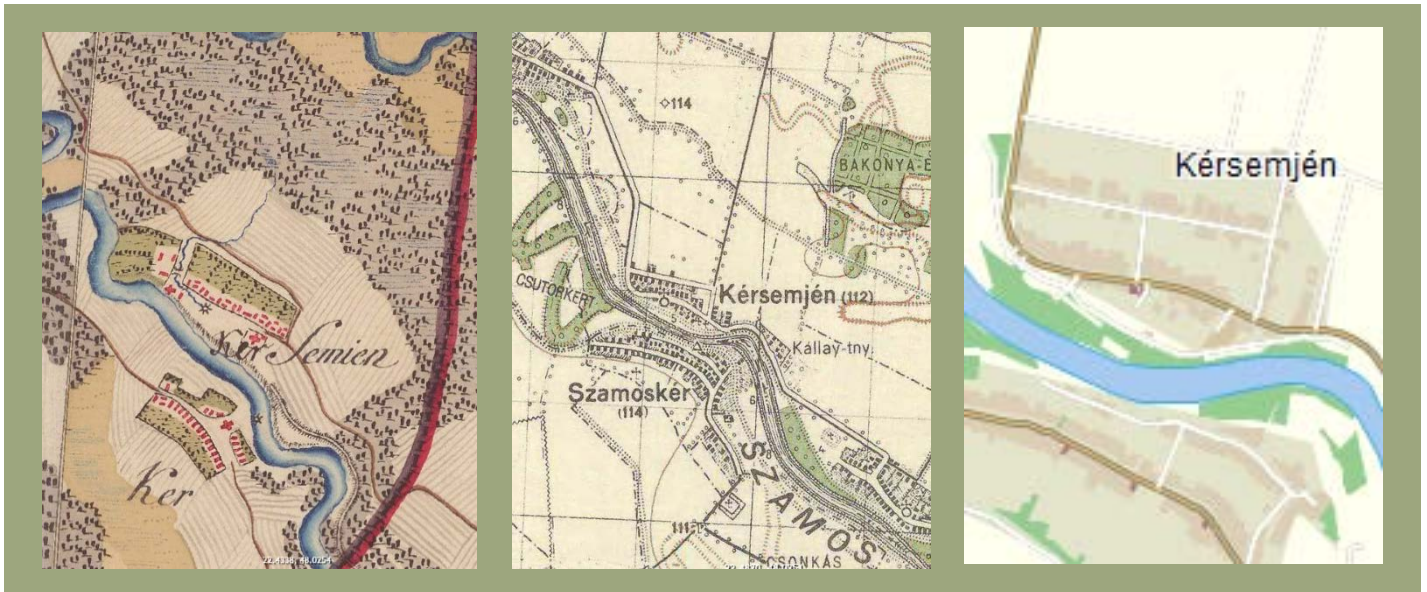 Ker Semien
Ker
22.4338, 48.0254
114
BAKONYA-E
CSUTORKERT
Kérsemjén (112)
Kállay-tny.
Szamoskér
(114)
SZAMOS
111
CSONKÁS
Kérsemjén